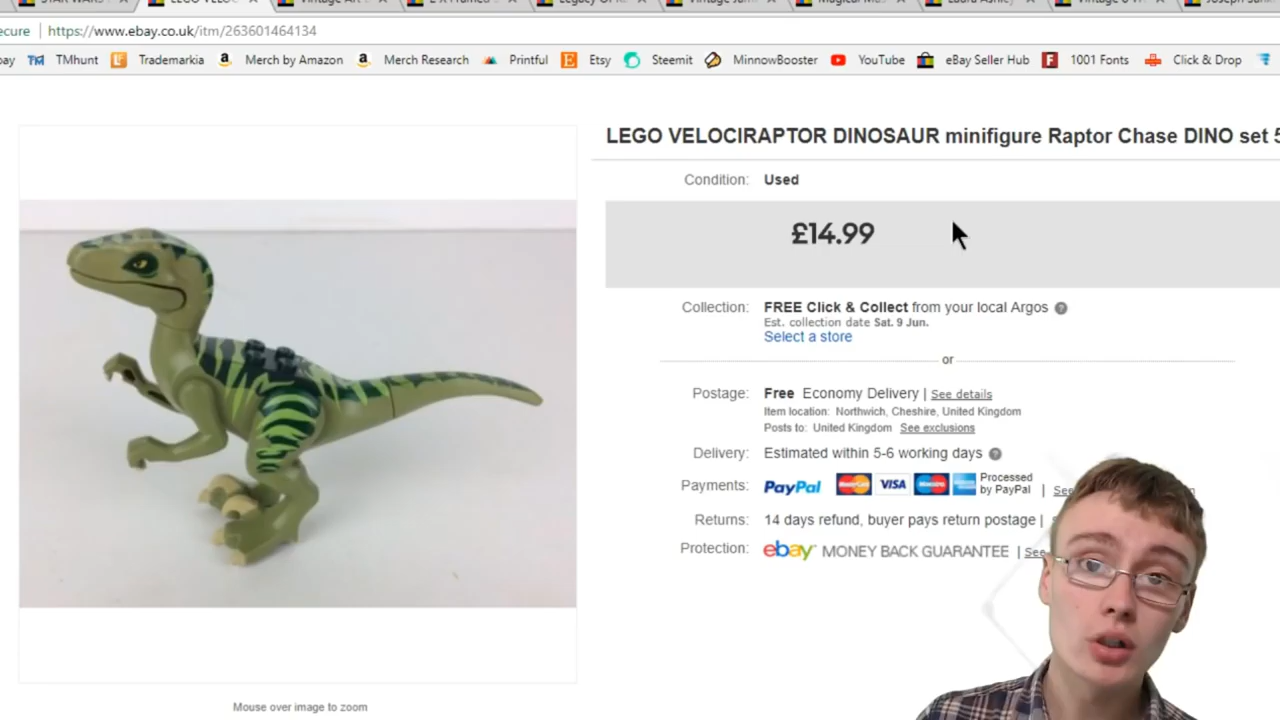 https://www.ebay.co.uk/itm/263601464134
TMhunt Trademarkia Merch by Amazon Merch Research Printful Etsy Steemit MinnowBooster YouTube eBay Seller Hub 1001 Fonts Click & Drop
LEGO VELOCIRAPTOR DINOSAUR minifigure Raptor Chase DINO set
Condition: Used
£14.99
Collection: FREE Click & Collect from your local Argos
Est. collection date Sat. 9 Jun.
Select a store
or
Postage: Free Economy Delivery | See details
Item location: Northwich, Cheshire, United Kingdom
Posts to: United Kingdom See exclusions
Delivery: Estimated within 5-6 working days
Payments: PayPal MasterCard VISA Maestro Processed
by PayPal | See
Returns: 14 days refund, buyer pays return postage |
Protection: ebay MONEY BACK GUARANTEE | See
Mouse over image to zoom